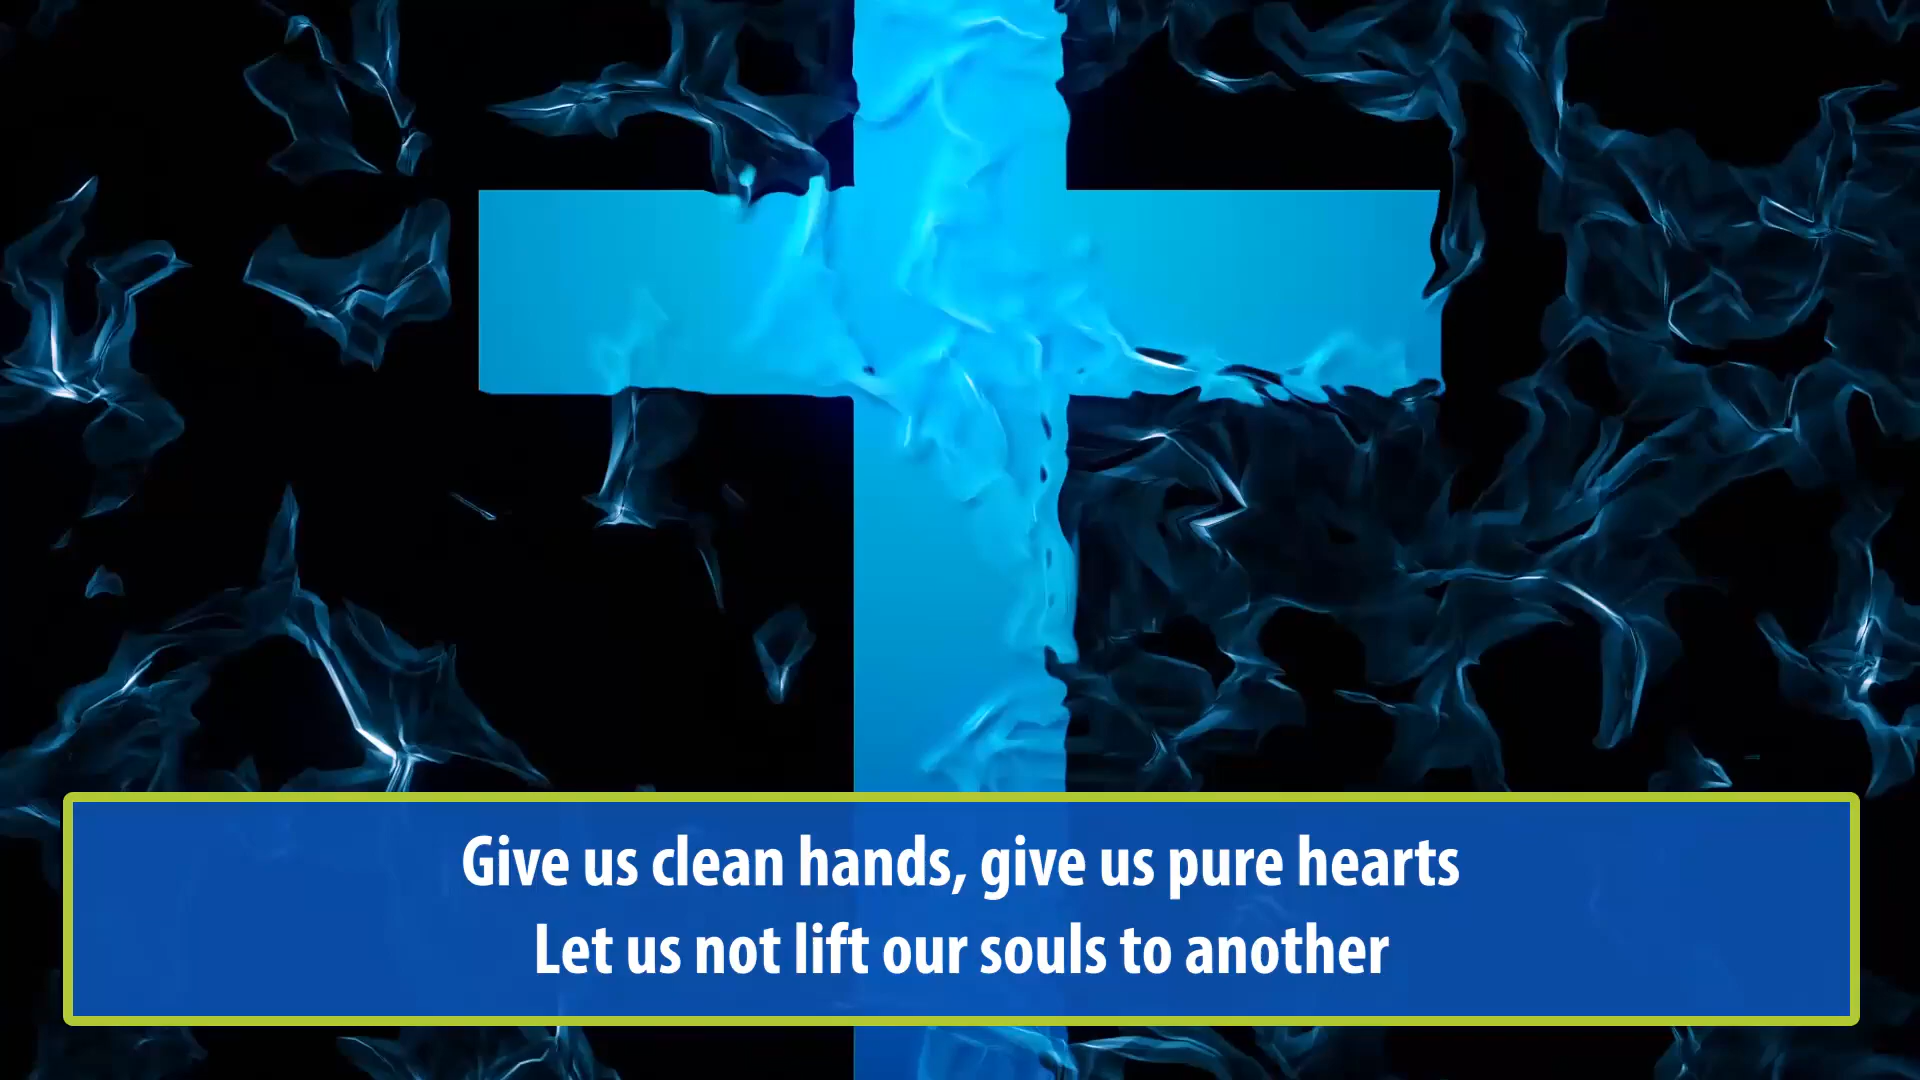 Give us clean hands, give us pure hearts
Let us not lift our souls to another